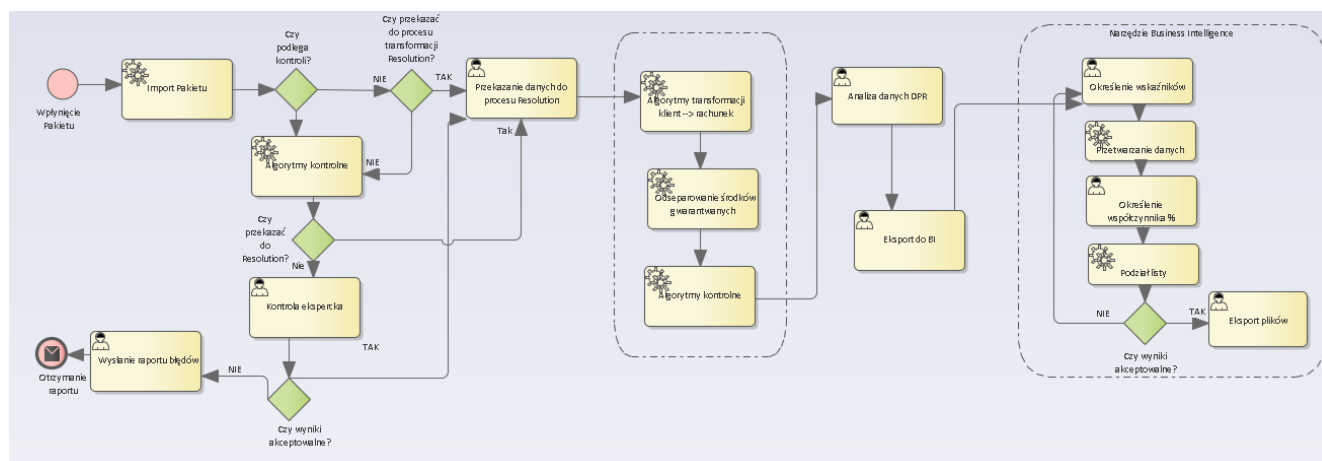 Wpłynięcie
Pakietu
Import Pakietu
Czy
podlega
kontroli?
Czy przekazać
do procesu
transformacji
Resolution?
NIE
TAK
Przekazanie danych do
procesu Resolution
Tak
Algorytmy kontrolne
NIE
Czy
przekazać
do
Resolution?
Nie
Kontrola ekspercka
TAK
Czy wyniki
akceptowalne?
NIE
Wysłanie raportu błędów
Otrzymanie
raportu
Algorytmy transformacji
klient--> rachunek
Odseparowanie środków
gwarantwanych
Algorytmy kontrolne
Analiza danych DPR
Eksport do BI
Narzędzie Business Intelligence
Określenie wskaźników
Przetwarzanie danych
Określenie
współczynnika %
Podział listy
NIE
TAK
Czy wyniki
akceptowalne?
Eksport plików